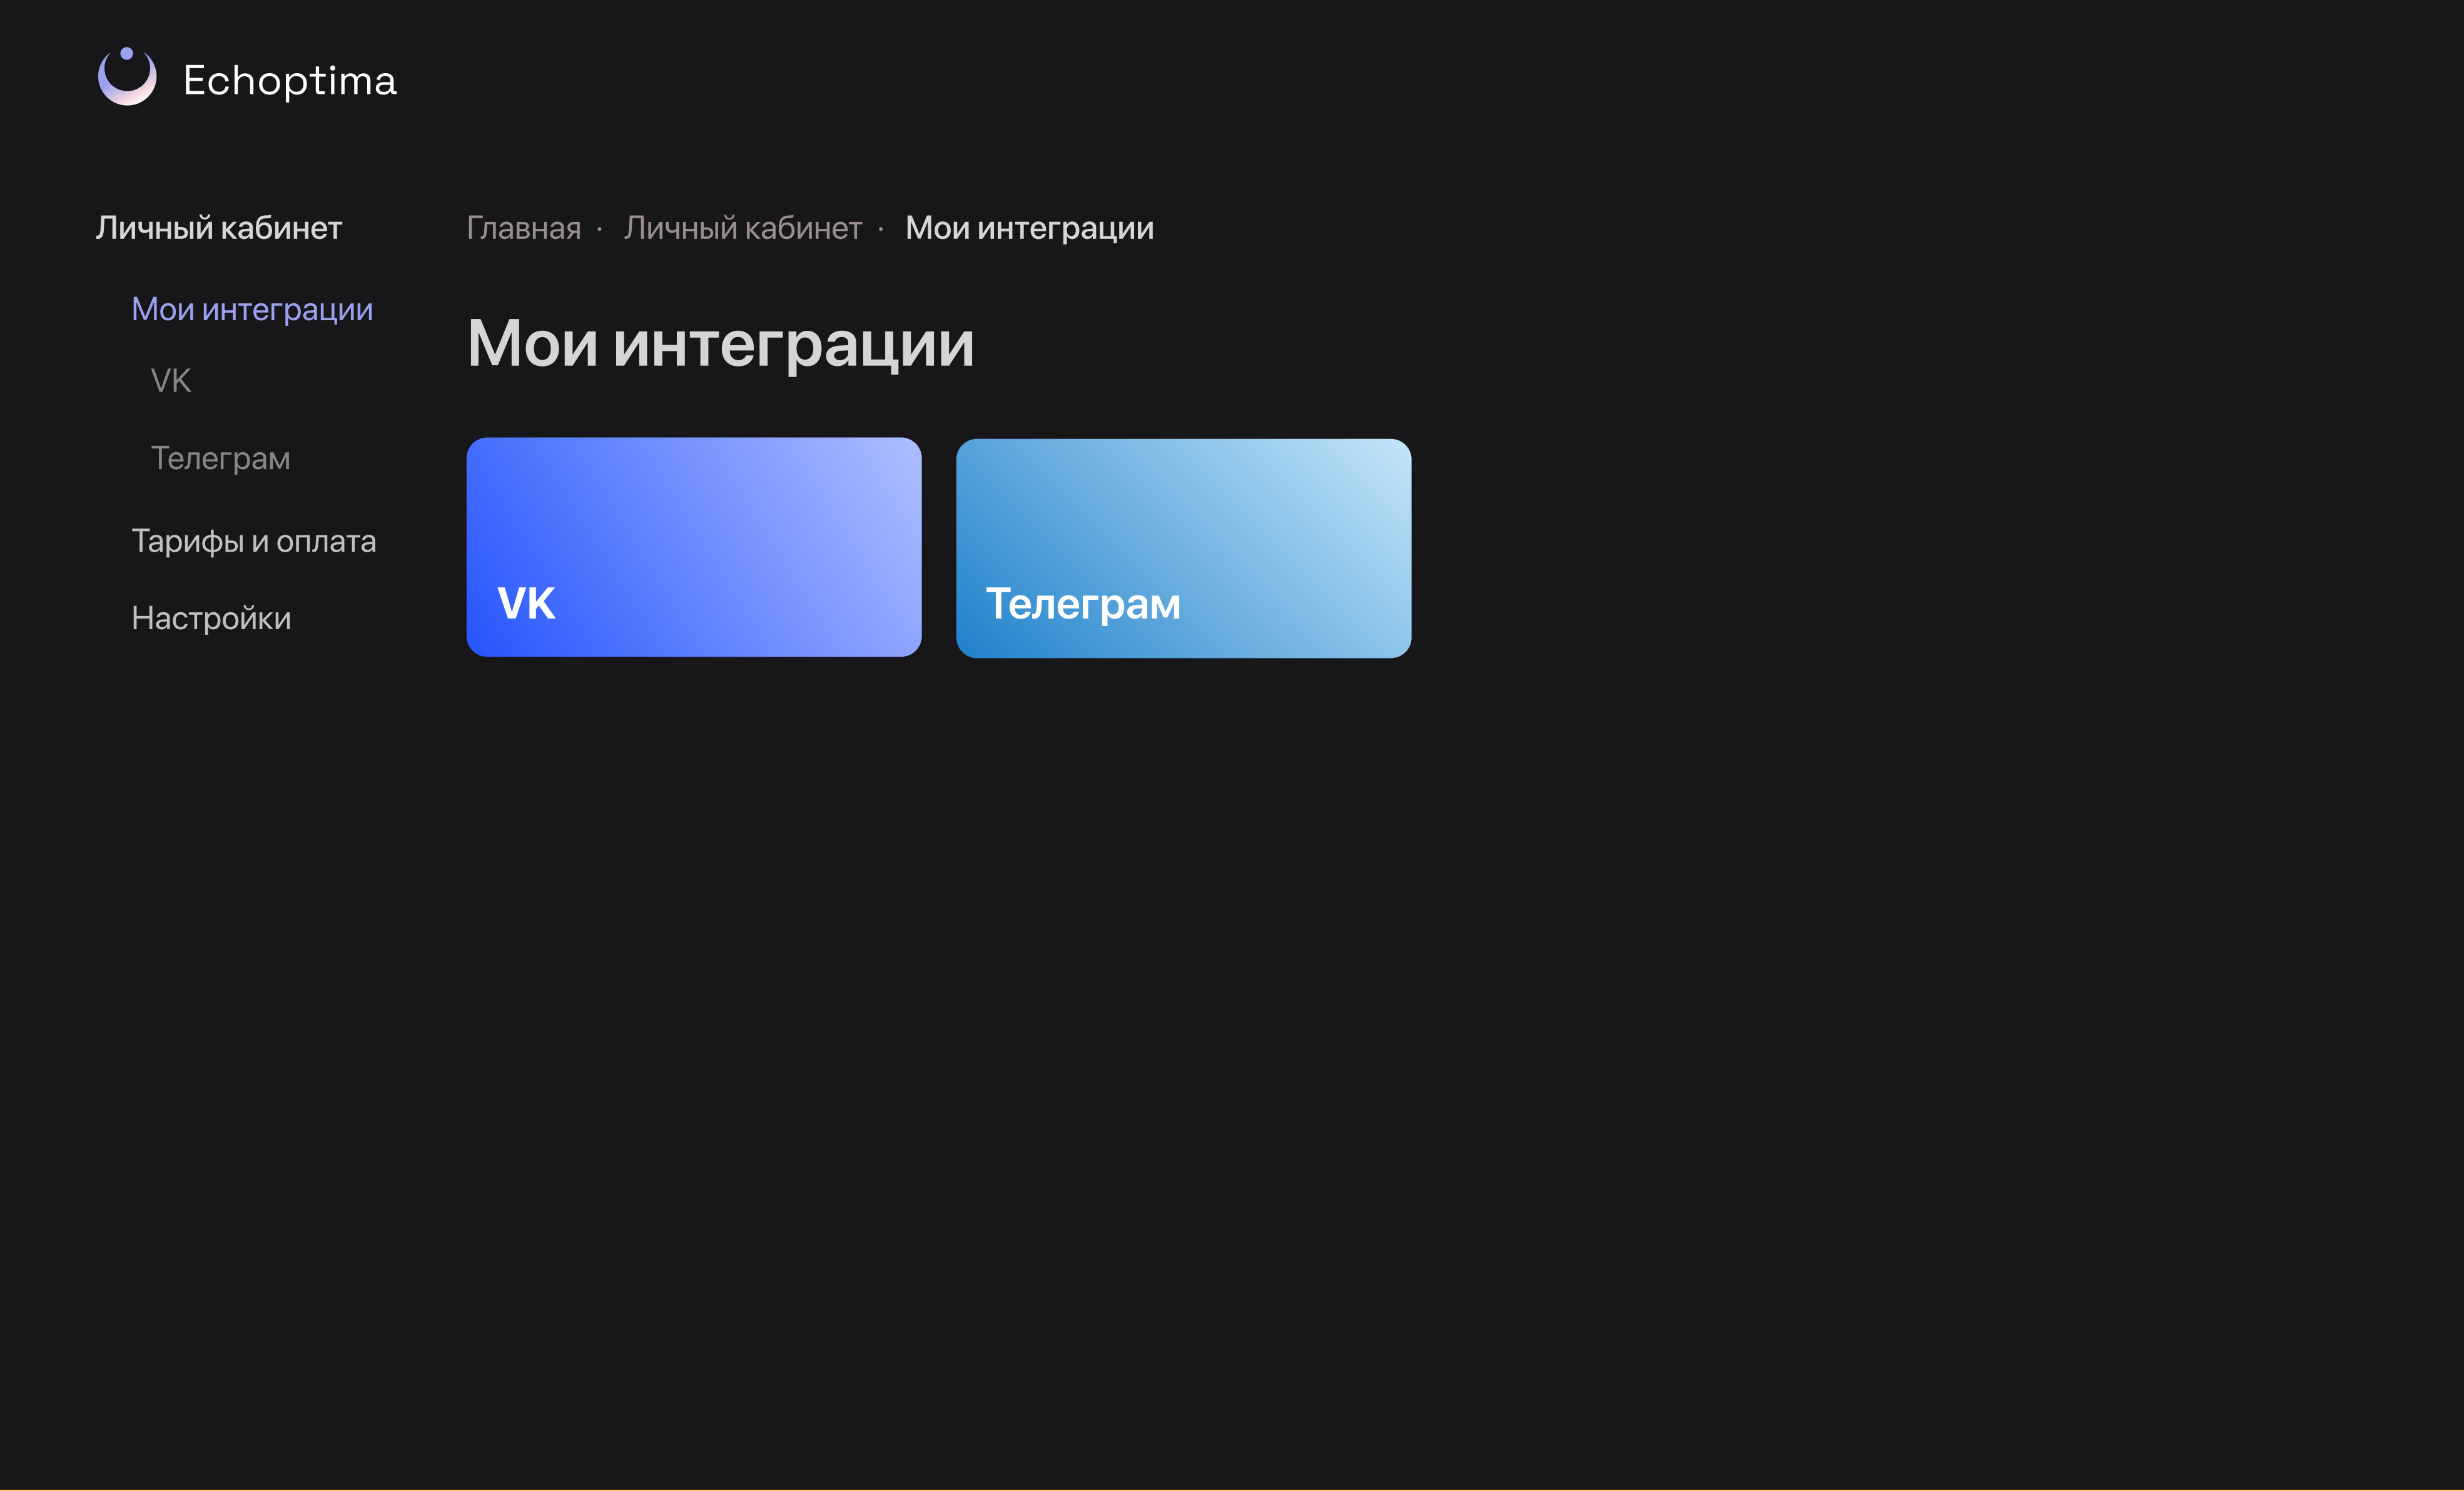 Echoptima
Личный кабинет
Мои интеграции
VK
Телеграм
Тарифы и оплата
Настройки
Главная · Личный кабинет · Мои интеграции
Мои интеграции
VK
Телеграм